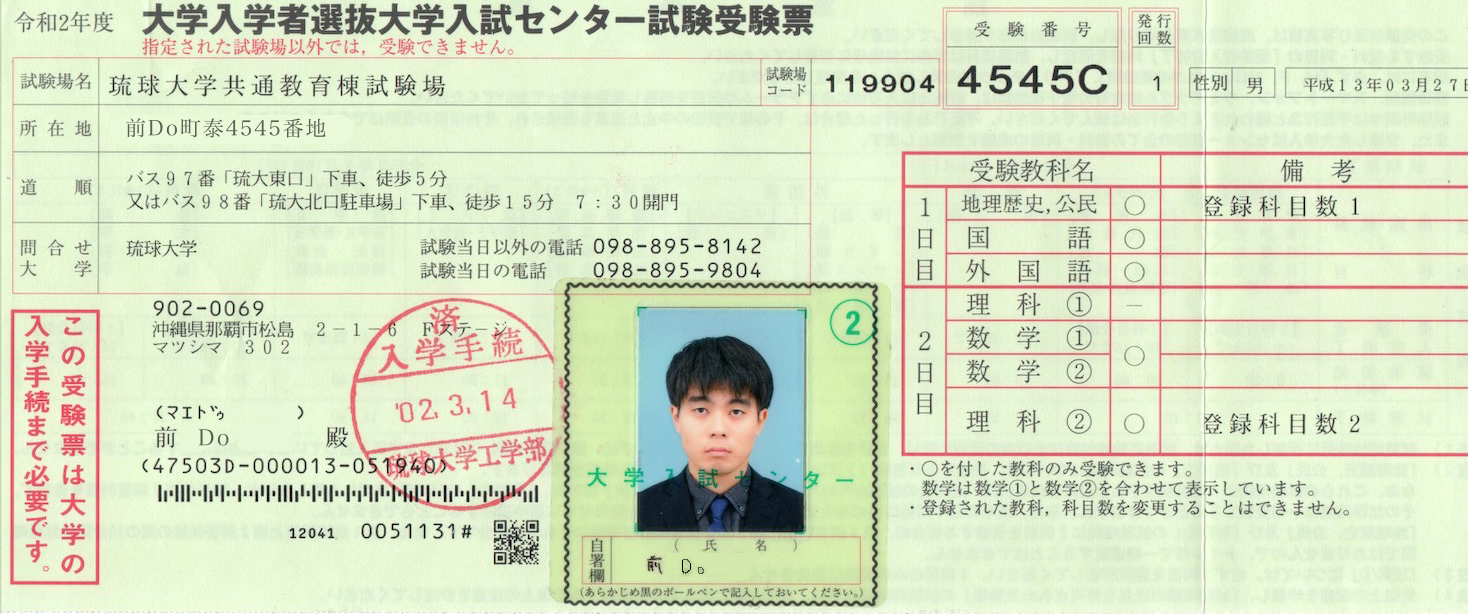 令和2年度 大学入学者選抜大学入試センター試験受験票
指定された試験場以外では，受験できません。
受験番号 発行回数
試験場名 琉球大学共通教育棟試験場 試験場コード 119904 4545C 1 性別 男 平成13年03月27日
所在地 前Do町泰4545番地
道順 バス97番「琉大東口」下車、徒歩5分
又はバス98番「琉大北口駐車場」下車、徒歩15分 7：30開門
問合せ大学 琉球大学 試験当日以外の電話 098-895-8142
試験当日の電話 098-895-9804
902-0069
沖縄県那覇市松島 2－1－6 Fステージ
マツシマ 302
(マエドゥ )
前 Do 殿
(47503D-000013-051940)
12041 0051131#
この受験票は大学の
入学手続まで必要です。
済
入学手続
'02.3.14
琉球大学工学部
2
大学入試センター
自署欄 (氏名)
前 Do
(あらかじめ黒のボールペンで記入しておいてください。)
受験教科名 備考
1日目 地理歴史,公民 ○ 登録科目数 1
国語 ○
外国語 ○
2日目 理科① －
数学① ○
数学②
理科② ○ 登録科目数 2
・○を付した教科のみ受験できます。
数学は数学①と数学②を合わせて表示しています。
・登録された教科，科目数を変更することはできません。